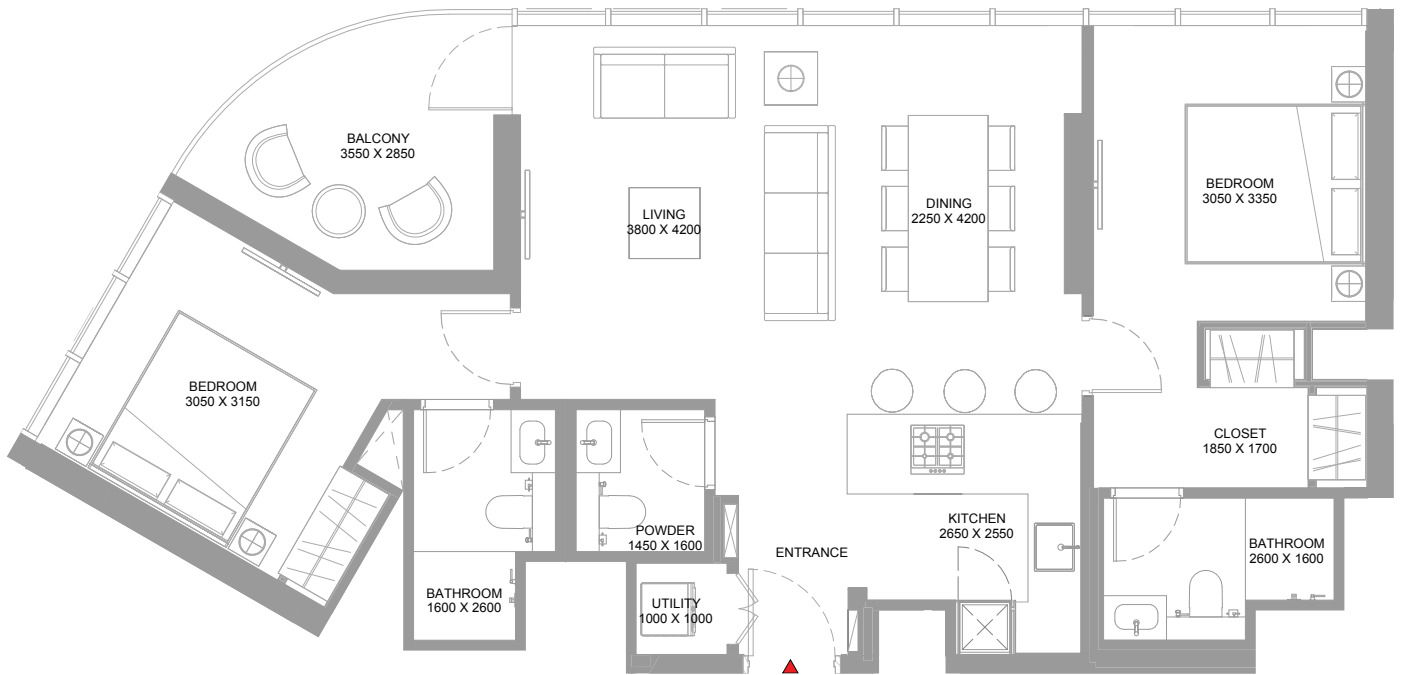 BALCONY
3550 X 2850
LIVING
3800 X 4200
DINING
2250 X 4200
BEDROOM
3050 X 3350
BEDROOM
3050 X 3150
CLOSET
1850 X 1700
KITCHEN
2650 X 2550
POWDER
1450 X 1600
ENTRANCE
BATHROOM
2600 X 1600
BATHROOM
1600 X 2600
UTILITY
1000 X 1000